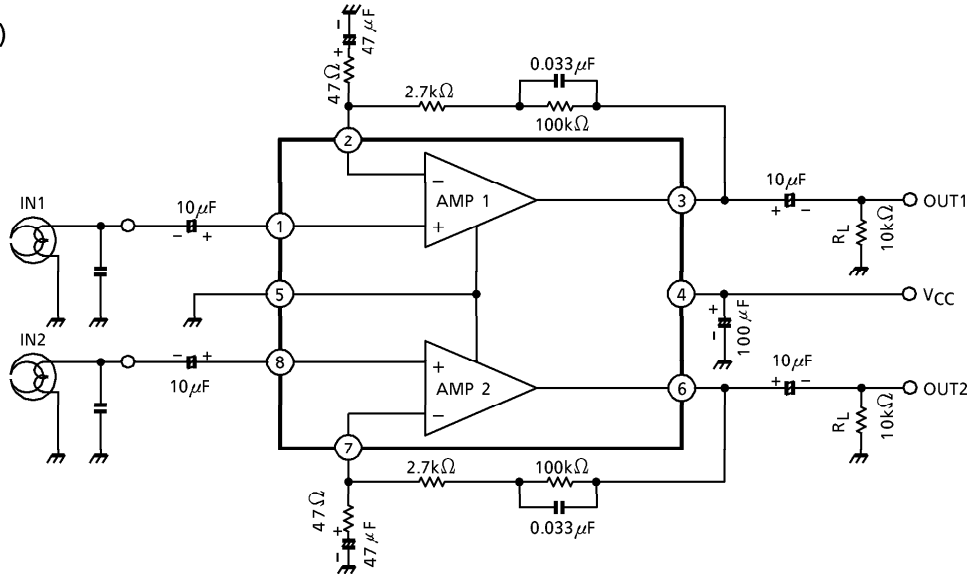 )
− 47μF
+
47Ω
0.033μF
2.7kΩ
100kΩ
2
IN1
10μF
− +
1
−
AMP 1
+
3
10μF
+ −
OUT1
RL
10kΩ
5
4
VCC
+
− 100μF
IN2
− +
10μF
8
+
AMP 2
−
6
10μF
+ −
OUT2
RL
10kΩ
7
2.7kΩ
100kΩ
0.033μF
47Ω
+
− 47μF